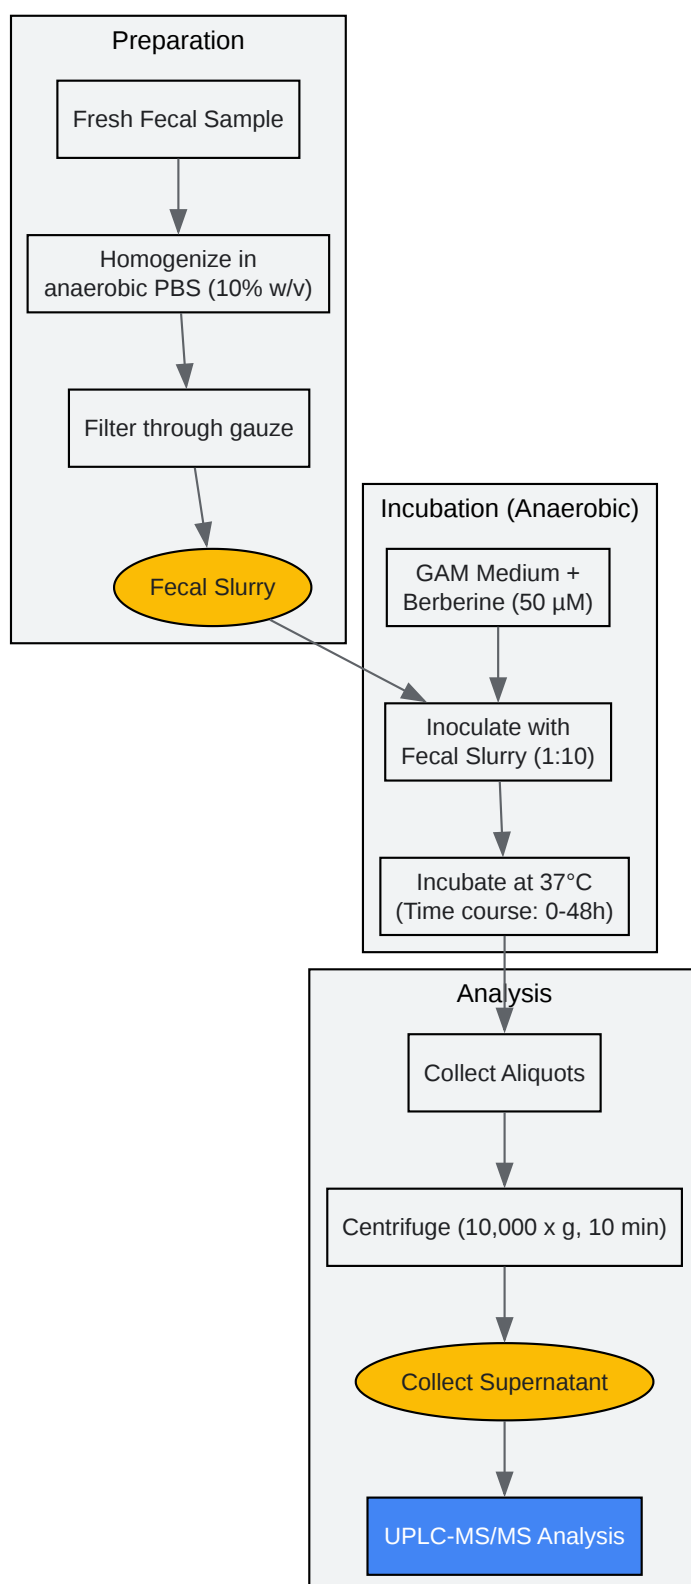 Preparation
Fresh Fecal Sample
Homogenize in
anaerobic PBS (10% w/v)
Filter through gauze
Fecal Slurry
Incubation (Anaerobic)
GAM Medium +
Berberine (50 µM)
Inoculate with
Fecal Slurry (1:10)
Incubate at 37°C
(Time course: 0-48h)
Analysis
Collect Aliquots
Centrifuge (10,000 x g, 10 min)
Collect Supernatant
UPLC-MS/MS Analysis